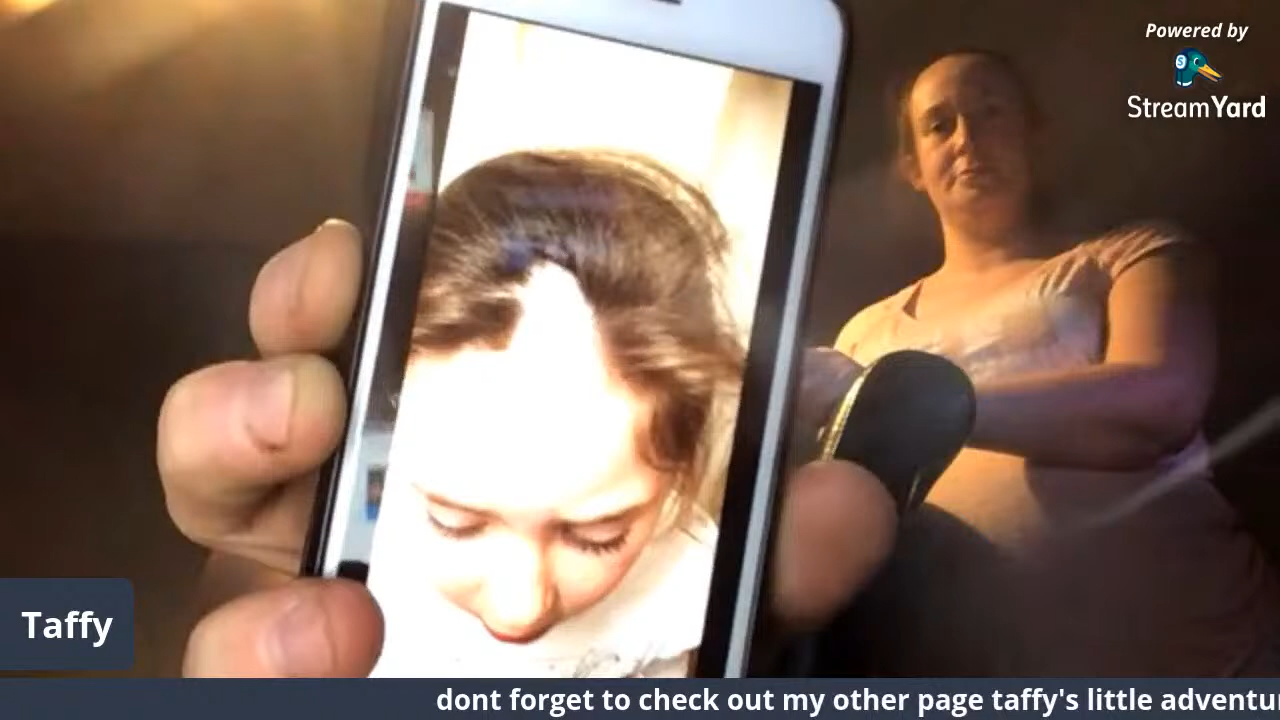 Powered by
StreamYard
Taffy
dont forget to check out my other page taffy's little adventu